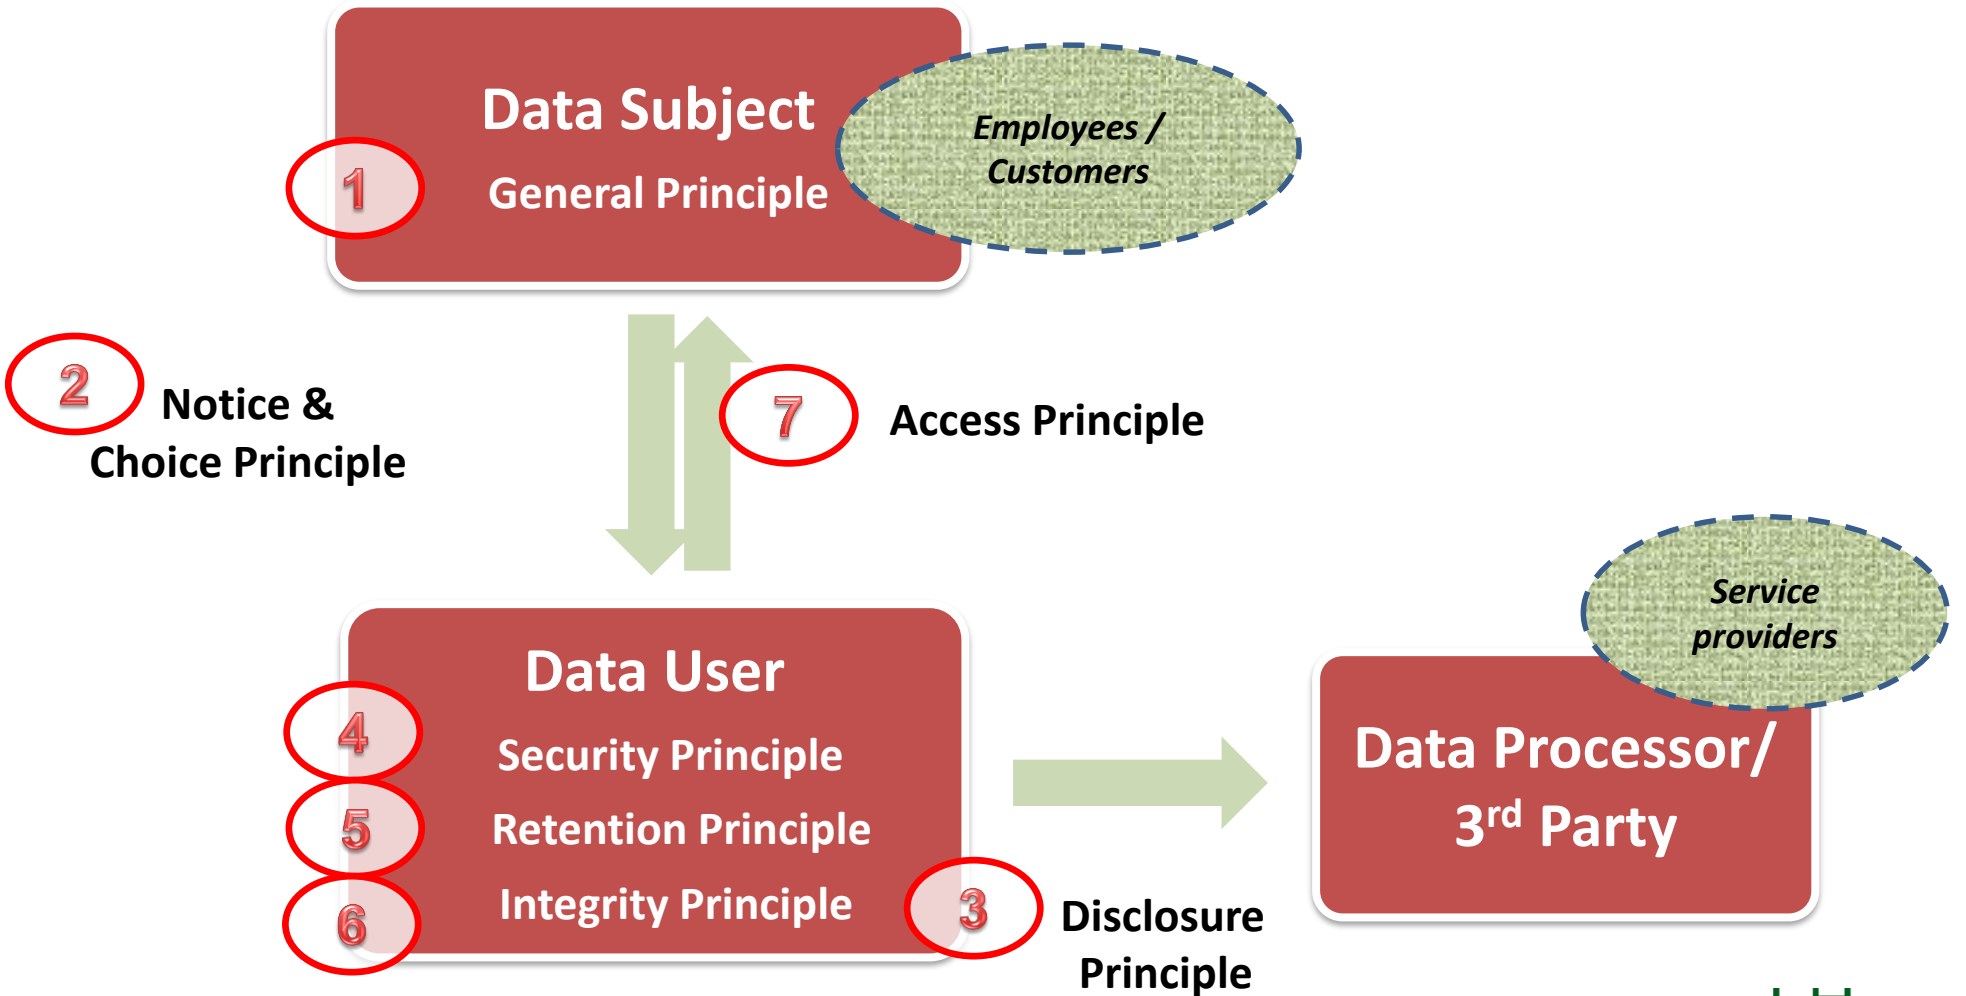 Data Subject
1
General Principle
Employees /
Customers
2
Notice &
Choice Principle
7
Access Principle
Service
providers
Data User
4
Security Principle
5
Retention Principle
6
Integrity Principle
3
Disclosure
Principle
Data Processor/
3rd Party